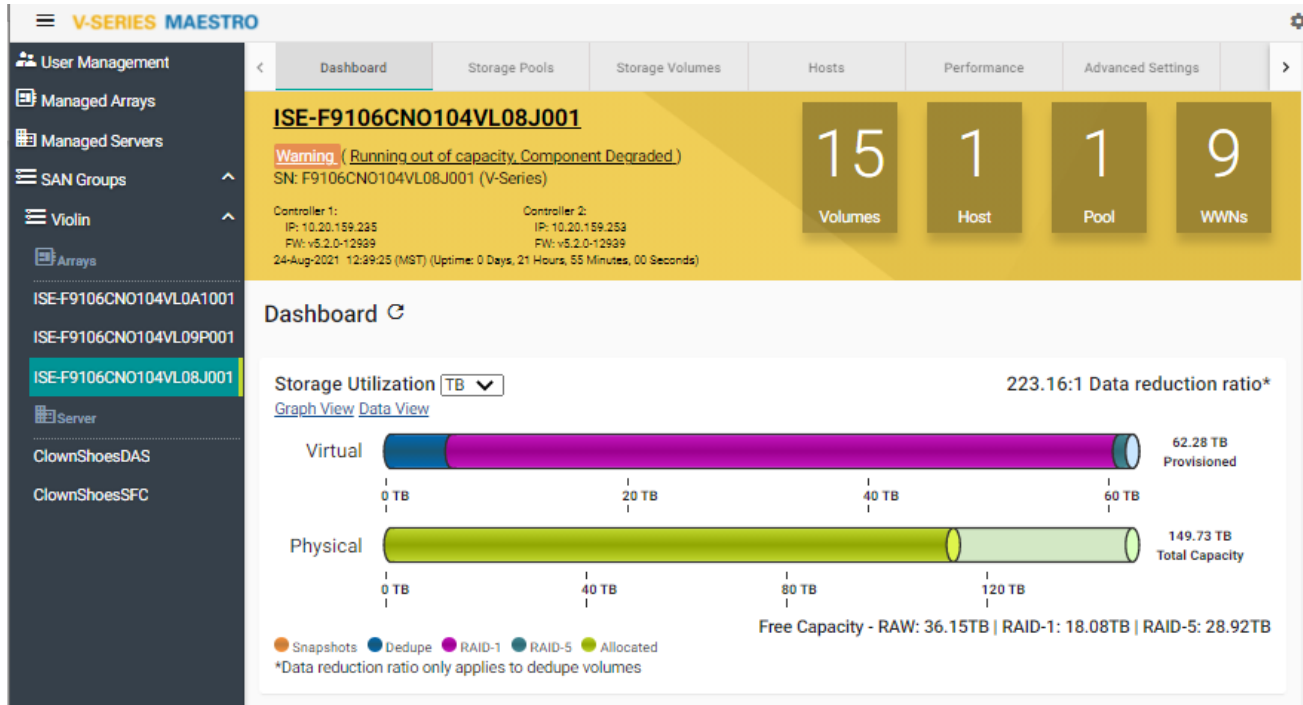 V-SERIES MAESTRO
User Management
Managed Arrays
Managed Servers
SAN Groups
Violin
Arrays
ISE-F9106CNO104VL0A1001
ISE-F9106CNO104VL09P001
ISE-F9106CNO104VL08J001
Server
ClownShoesDAS
ClownShoesSFC
Dashboard Storage Pools Storage Volumes Hosts Performance Advanced Settings
ISE-F9106CNO104VL08J001
Warning ( Running out of capacity, Component Degraded )
SN: F9106CNO104VL08J001 (V-Series)
Controller 1: Controller 2:
IP: 10.20.159.235 IP: 10.20.159.253
FW: v5.2.0-12939 FW: v5.2.0-12939
24-Aug-2021 12:39:25 (MST) (Uptime: 0 Days, 21 Hours, 55 Minutes, 00 Seconds)
15 1 1 9
Volumes Host Pool WWNs
Dashboard
Storage Utilization TB 223.16:1 Data reduction ratio*
Graph View Data View
Virtual
62.28 TB
Provisioned
0 TB 20 TB 40 TB 60 TB
Physical
149.73 TB
Total Capacity
0 TB 40 TB 80 TB 120 TB
Free Capacity - RAW: 36.15TB | RAID-1: 18.08TB | RAID-5: 28.92TB
Snapshots Dedupe RAID-1 RAID-5 Allocated
*Data reduction ratio only applies to dedupe volumes